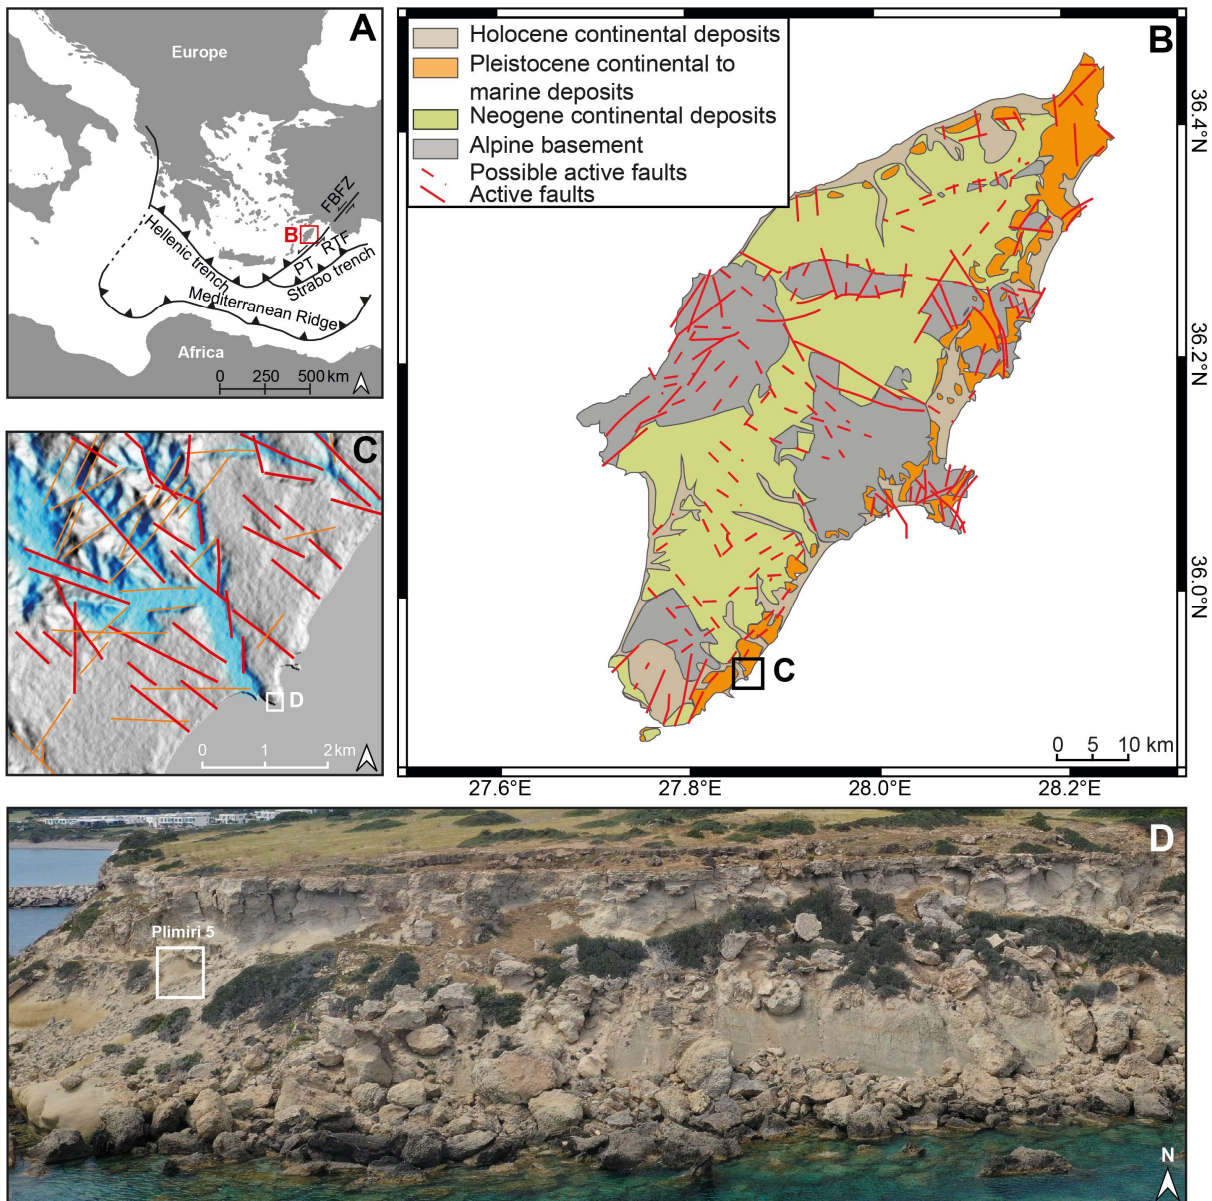 A
Europe
FBFZ
B
RTF
PT
Hellenic trench
Strabo trench
Mediterranean Ridge
Africa
0 250 500 km
B
Holocene continental deposits
Pleistocene continental to
marine deposits
Neogene continental deposits
Alpine basement
Possible active faults
Active faults
36.4°N
36.2°N
36.0°N
C
0 5 10 km
27.6°E 27.8°E 28.0°E 28.2°E
C
D
0 1 2 km
D
Plimiri 5
N